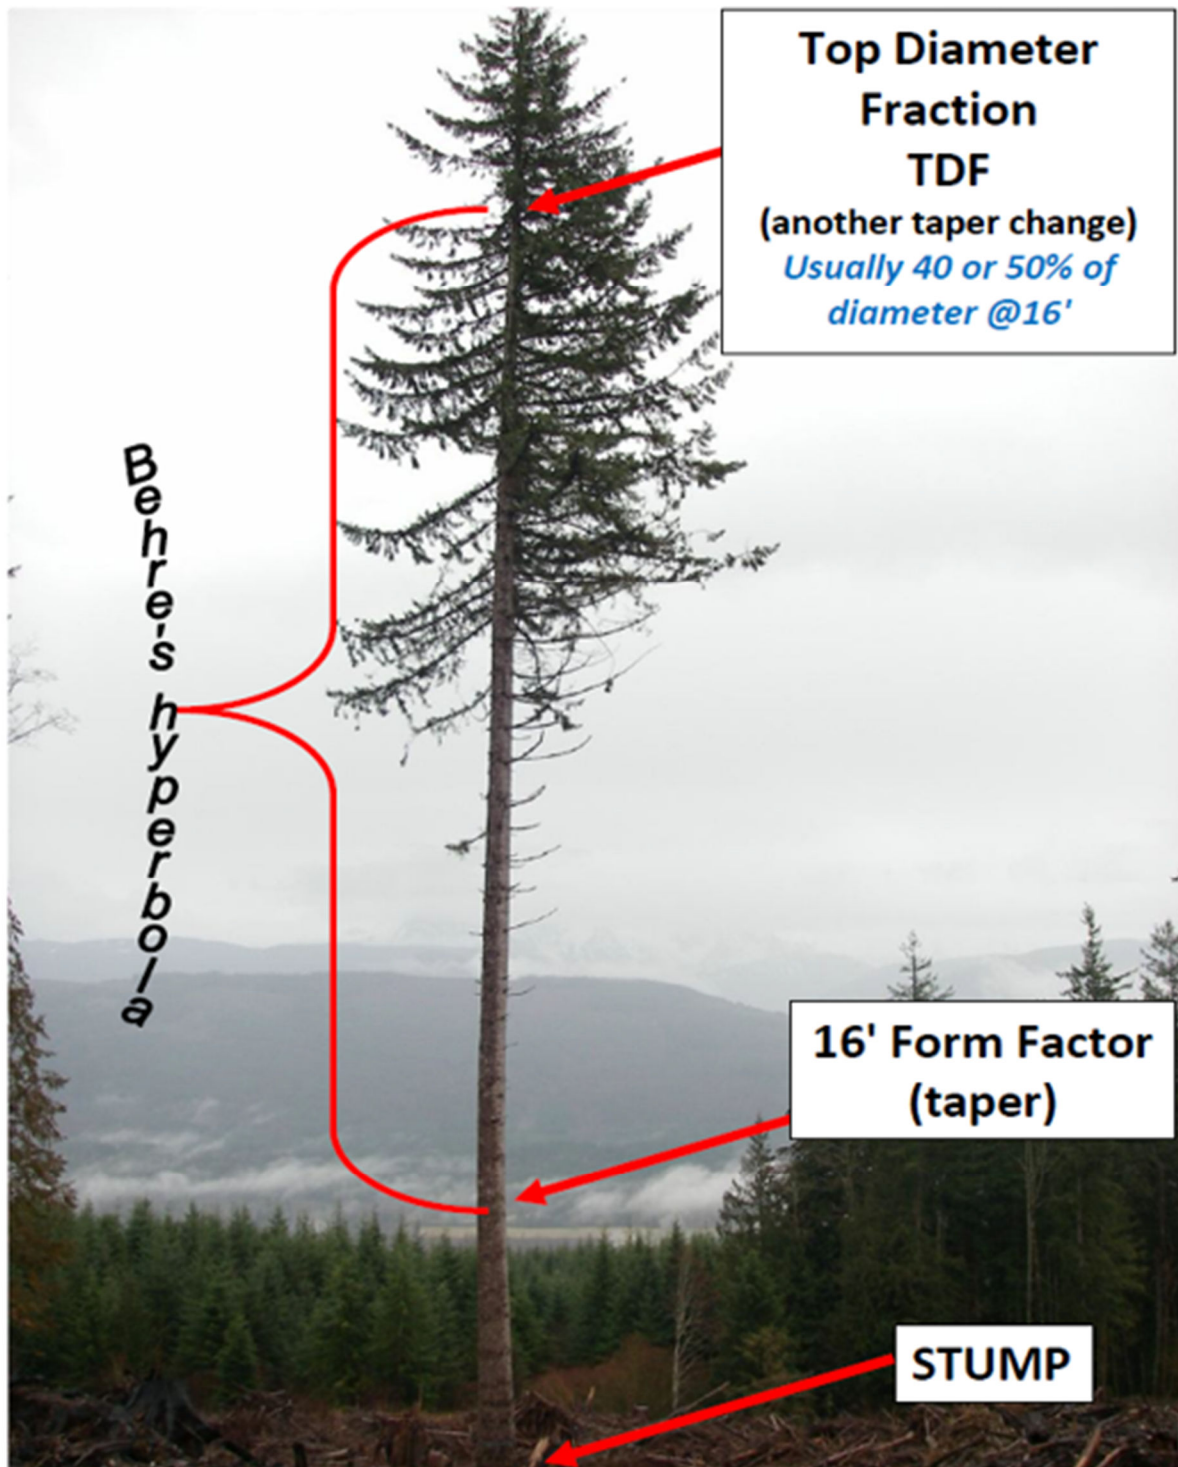 Top Diameter
Fraction
TDF
(another taper change)
Usually 40 or 50% of
diameter @16'
Behre's hyperbola
16' Form Factor
(taper)
STUMP